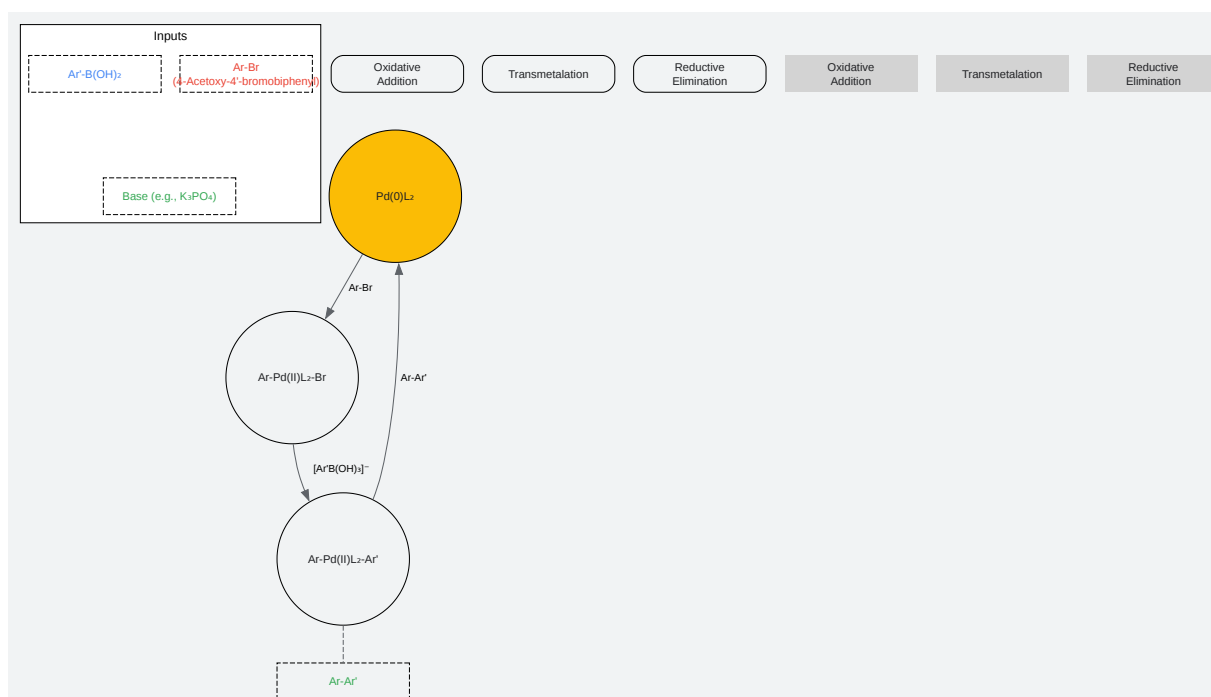 Inputs
Ar'-B(OH)₂
Ar-Br
(4-Acetoxy-4'-bromobiphenyl)
Oxidative
Addition
Transmetalation
Reductive
Elimination
Oxidative
Addition
Transmetalation
Reductive
Elimination
Base (e.g., K₃PO₄)
Pd(0)L₂
Ar-Br
Ar-Pd(II)L₂-Br
Ar-Ar'
[Ar'B(OH)₃]⁻
Ar-Pd(II)L₂-Ar'
Ar-Ar'